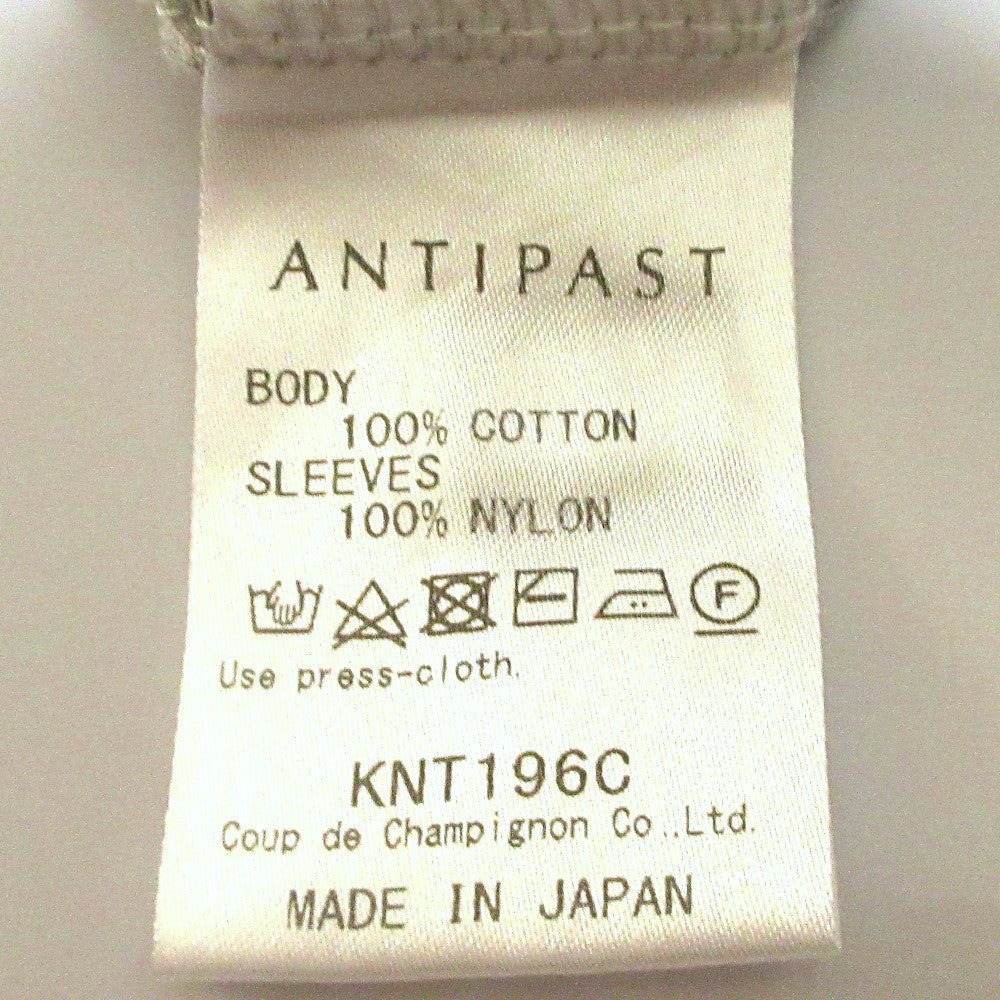 ANTIPAST
BODY
100% COTTON
SLEEVES
100% NYLON
F
Use press-cloth.
KNT196C
Coup de Champignon Co.,Ltd.
MADE IN JAPAN